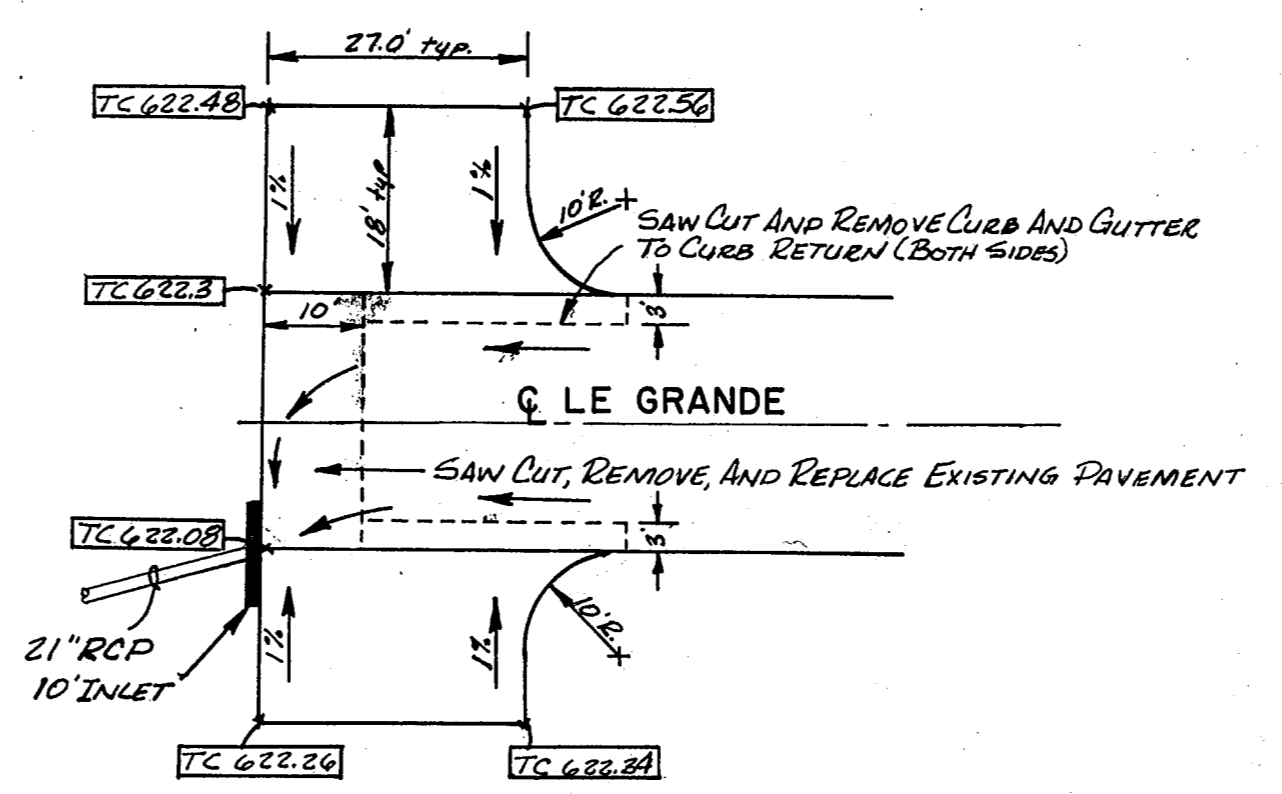 27.0' typ.
TC 622.48
TC 622.56
1%
18' typ
1%
10'R.
SAW CUT AND REMOVE CURB AND GUTTER
TO CURB RETURN (BOTH SIDES)
TC 622.3
10'
3'
℄ LE GRANDE
SAW CUT, REMOVE, AND REPLACE EXISTING PAVEMENT
TC 622.08
3'
21" RCP
10' INLET
1%
1%
10'R.
TC 622.26
TC 622.34